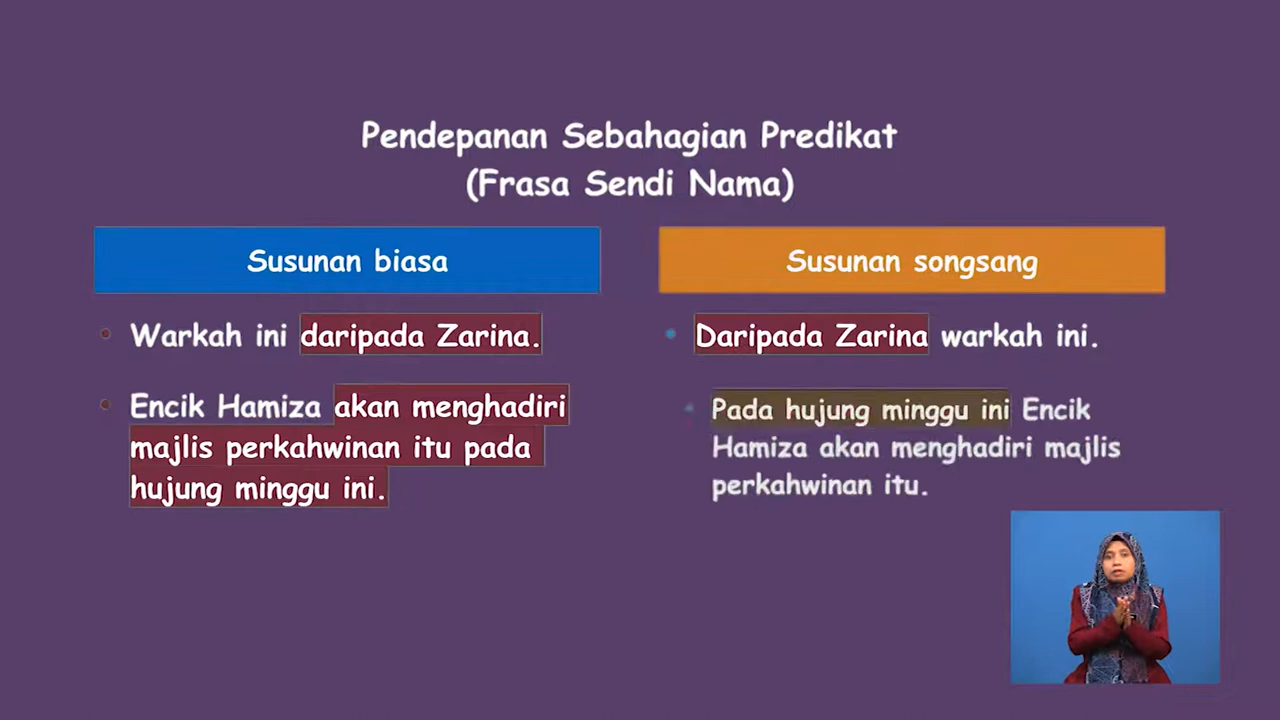 Pendepanan Sebahagian Predikat
(Frasa Sendi Nama)
Susunan biasa
Warkah ini daripada Zarina.
Encik Hamiza akan menghadiri
majlis perkahwinan itu pada
hujung minggu ini.
Susunan songsang
Daripada Zarina warkah ini.
Pada hujung minggu ini Encik
Hamiza akan menghadiri majlis
perkahwinan itu.